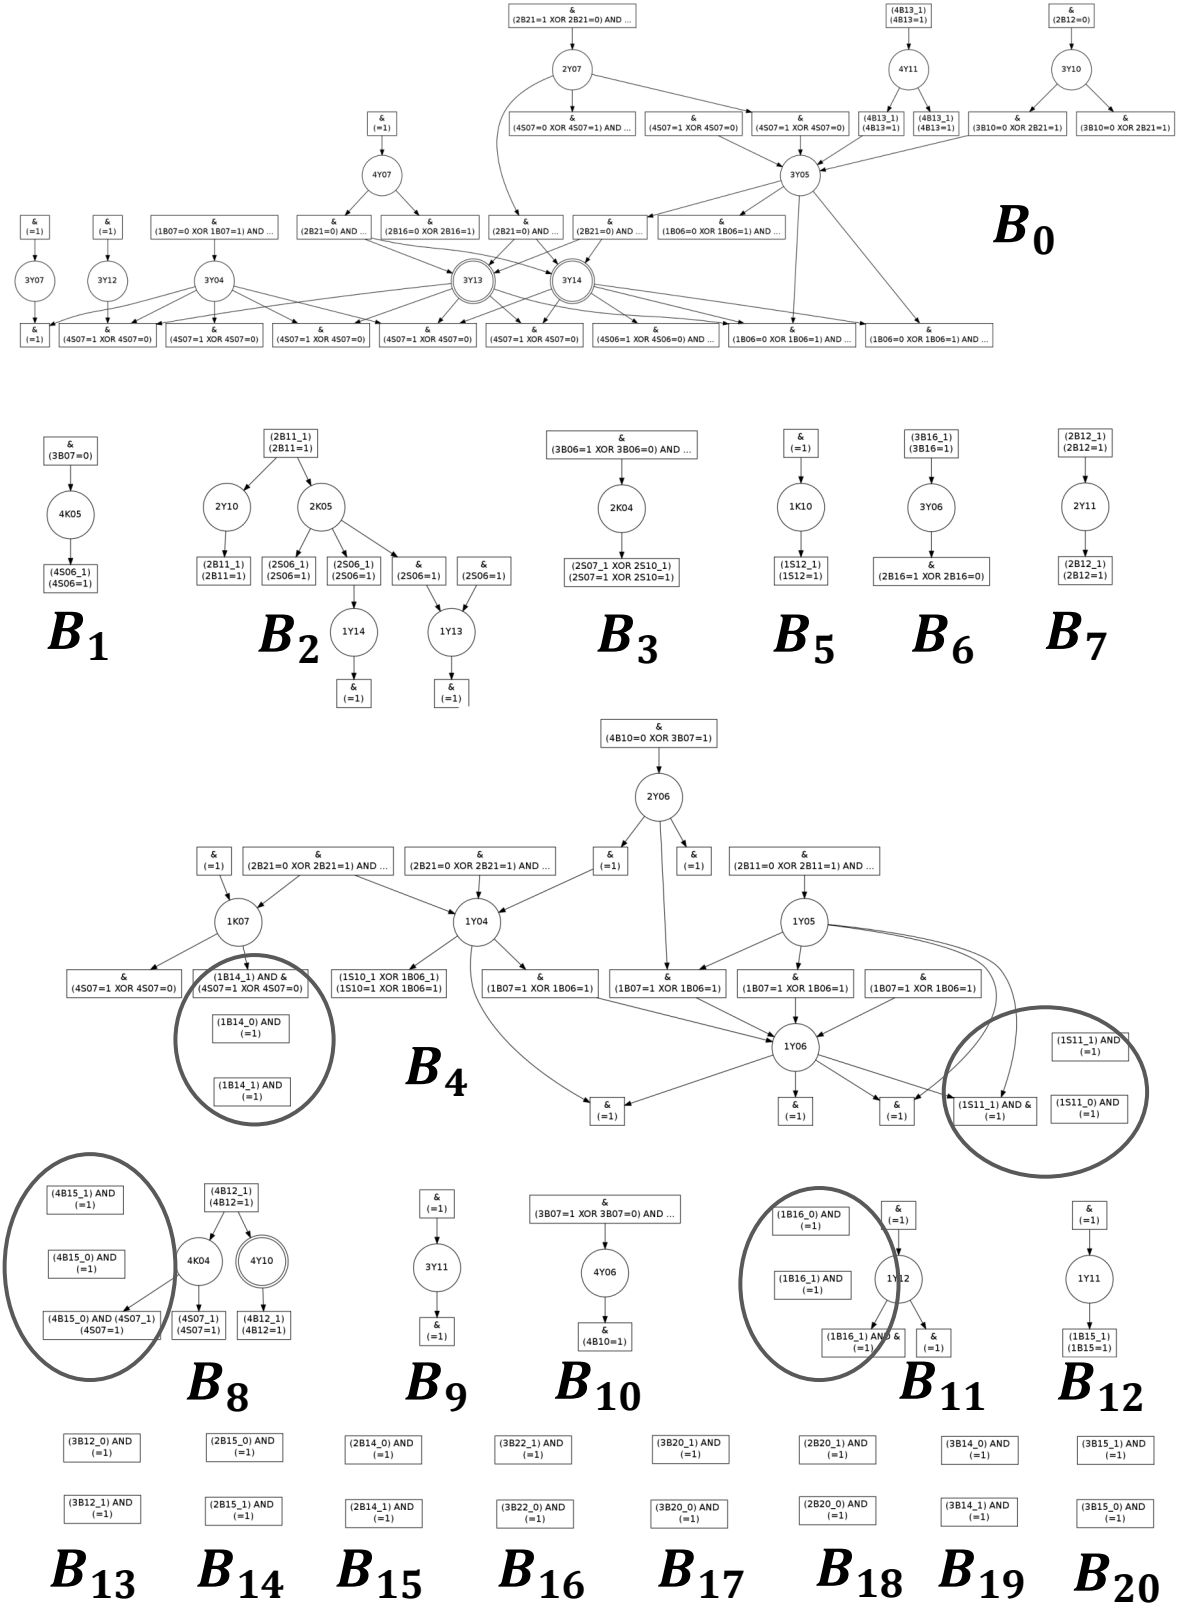 &
(2B21=1 XOR 2B21=0) AND ...
(4B13_1)
(4B13=1)
&
(2B12=0)
2Y07
4Y11
3Y10
&
(=1)
&
(4S07=0 XOR 4S07=1) AND ...
&
(4S07=1 XOR 4S07=0)
&
(4S07=1 XOR 4S07=0)
(4B13_1)
(4B13=1)
(4B13_1)
(4B13=1)
&
(3B10=0 XOR 2B21=1)
&
(3B10=0 XOR 2B21=1)
4Y07
3Y05
&
(=1)
&
(=1)
&
(1B07=0 XOR 1B07=1) AND ...
&
(2B21=0) AND ...
&
(2B16=0 XOR 2B16=1)
&
(2B21=0) AND ...
&
(2B21=0) AND ...
&
(1B06=0 XOR 1B06=1) AND ...
B0
3Y07
3Y12
3Y04
3Y13
3Y14
&
(=1)
&
(4S07=1 XOR 4S07=0)
&
(4S07=1 XOR 4S07=0)
&
(4S07=1 XOR 4S07=0)
&
(4S07=1 XOR 4S07=0)
&
(4S07=1 XOR 4S07=0)
&
(4S06=1 XOR 4S06=0) AND ...
&
(1B06=0 XOR 1B06=1) AND ...
&
(1B06=0 XOR 1B06=1) AND ...
&
(3B07=0)
4K05
(4S06_1)
(4S06=1)
B1
(2B11_1)
(2B11=1)
2Y10
2K05
(2B11_1)
(2B11=1)
(2S06_1)
(2S06=1)
(2S06_1)
(2S06=1)
&
(2S06=1)
&
(2S06=1)
1Y14
1Y13
&
(=1)
&
(=1)
B2
&
(3B06=1 XOR 3B06=0) AND ...
2K04
(2S07_1 XOR 2S10_1)
(2S07=1 XOR 2S10=1)
B3
&
(=1)
1K10
(1S12_1)
(1S12=1)
B5
(3B16_1)
(3B16=1)
3Y06
&
(2B16=1 XOR 2B16=0)
B6
(2B12_1)
(2B12=1)
2Y11
(2B12_1)
(2B12=1)
B7
&
(4B10=0 XOR 3B07=1)
2Y06
&
(=1)
&
(2B21=0 XOR 2B21=1) AND ...
&
(2B21=0 XOR 2B21=1) AND ...
&
(=1)
&
(=1)
&
(2B11=0 XOR 2B11=1) AND ...
1K07
1Y04
1Y05
&
(4S07=1 XOR 4S07=0)
(1B14_1) AND &
(4S07=1 XOR 4S07=0)
(1S10_1 XOR 1B06_1)
(1S10=1 XOR 1B06=1)
&
(1B07=1 XOR 1B06=1)
&
(1B07=1 XOR 1B06=1)
&
(1B07=1 XOR 1B06=1)
&
(1B07=1 XOR 1B06=1)
(1B14_0) AND
(=1)
1Y06
(1S11_1) AND
(=1)
B4
(1B14_1) AND
(=1)
&
(=1)
&
(=1)
&
(=1)
(1S11_1) AND &
(=1)
(1S11_0) AND
(=1)
(4B15_1) AND
(=1)
(4B12_1)
(4B12=1)
(4B15_0) AND
(=1)
4K04
4Y10
(4B15_0) AND (4S07_1)
(4S07=1)
(4S07_1)
(4S07=1)
(4B12_1)
(4B12=1)
B8
&
(=1)
3Y11
&
(=1)
B9
&
(3B07=1 XOR 3B07=0) AND ...
4Y06
&
(4B10=1)
B10
(1B16_0) AND
(=1)
&
(=1)
(1B16_1) AND
(=1)
1Y12
(1B16_1) AND &
(=1)
&
(=1)
B11
&
(=1)
1Y11
(1B15_1)
(1B15=1)
B12
(3B12_0) AND
(=1)
(2B15_0) AND
(=1)
(2B14_0) AND
(=1)
(3B22_1) AND
(=1)
(3B20_1) AND
(=1)
(2B20_1) AND
(=1)
(3B14_0) AND
(=1)
(3B15_1) AND
(=1)
(3B12_1) AND
(=1)
(2B15_1) AND
(=1)
(2B14_1) AND
(=1)
(3B22_0) AND
(=1)
(3B20_0) AND
(=1)
(2B20_0) AND
(=1)
(3B14_1) AND
(=1)
(3B15_0) AND
(=1)
B13
B14
B15
B16
B17
B18
B19
B20